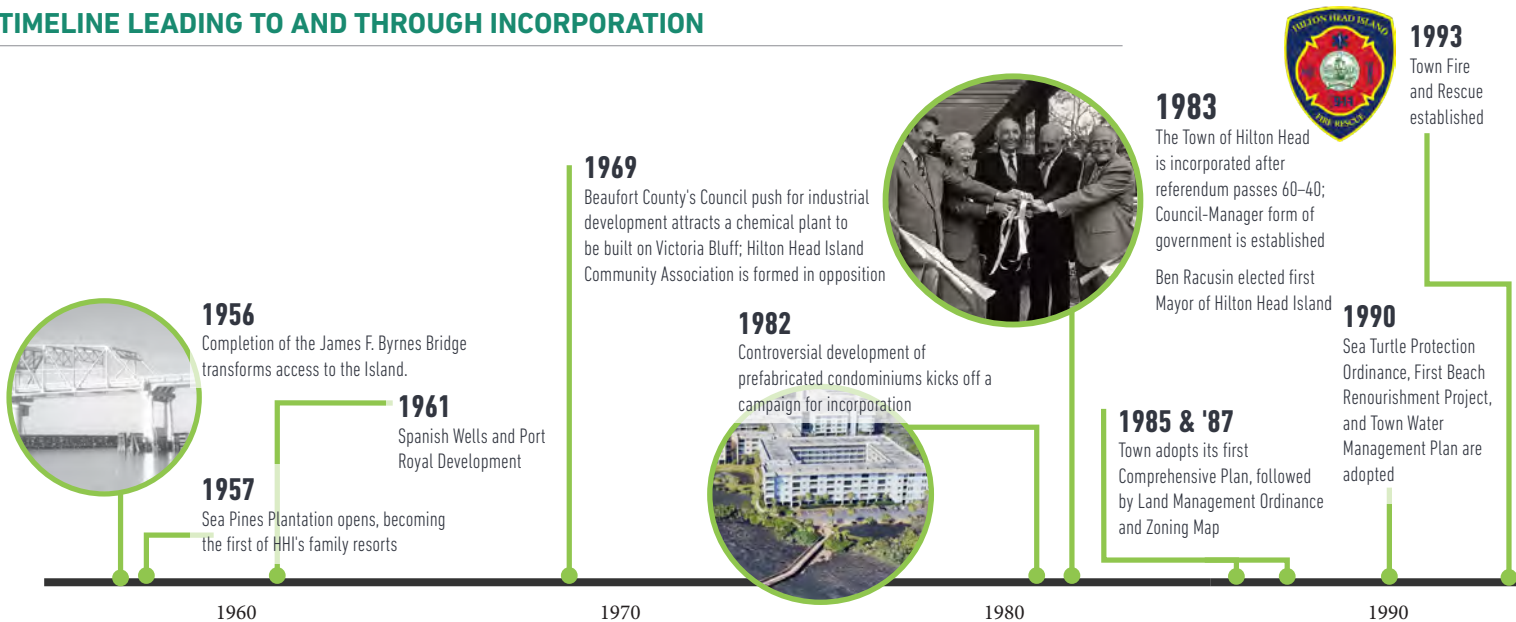 TIMELINE LEADING TO AND THROUGH INCORPORATION
1956
Completion of the James F. Byrnes Bridge
transforms access to the Island.
1957
Sea Pines Plantation opens, becoming
the first of HHI's family resorts
1961
Spanish Wells and Port
Royal Development
1969
Beaufort County's Council push for industrial
development attracts a chemical plant to
be built on Victoria Bluff; Hilton Head Island
Community Association is formed in opposition
1982
Controversial development of
prefabricated condominiums kicks off a
campaign for incorporation
1983
The Town of Hilton Head
is incorporated after
referendum passes 60–40;
Council-Manager form of
government is established
Ben Racusin elected first
Mayor of Hilton Head Island
1985 & '87
Town adopts its first
Comprehensive Plan, followed
by Land Management Ordinance
and Zoning Map
1990
Sea Turtle Protection
Ordinance, First Beach
Renourishment Project,
and Town Water
Management Plan are
adopted
HILTON HEAD ISLAND
911
FIRE RESCUE
1993
Town Fire
and Rescue
established
1960
1970
1980
1990